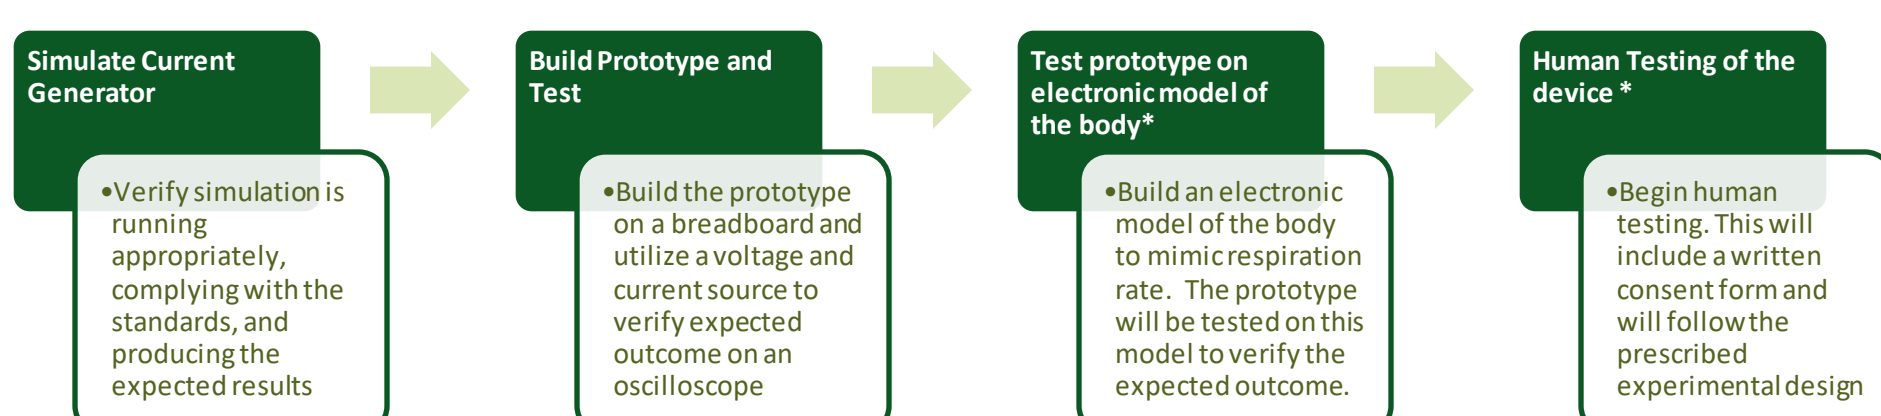 Simulate Current
Generator
•Verify simulation is
running
appropriately,
complying with the
standards, and
producing the
expected results
Build Prototype and
Test
•Build the prototype
on a breadboard and
utilize a voltage and
current source to
verify expected
outcome on an
oscilloscope
Test prototype on
electronic model of
the body*
•Build an electronic
model of the body
to mimic respiration
rate. The prototype
will be tested on this
model to verify the
expected outcome.
Human Testing of the
device *
•Begin human
testing. This will
include a written
consent form and
will follow the
prescribed
experimental design